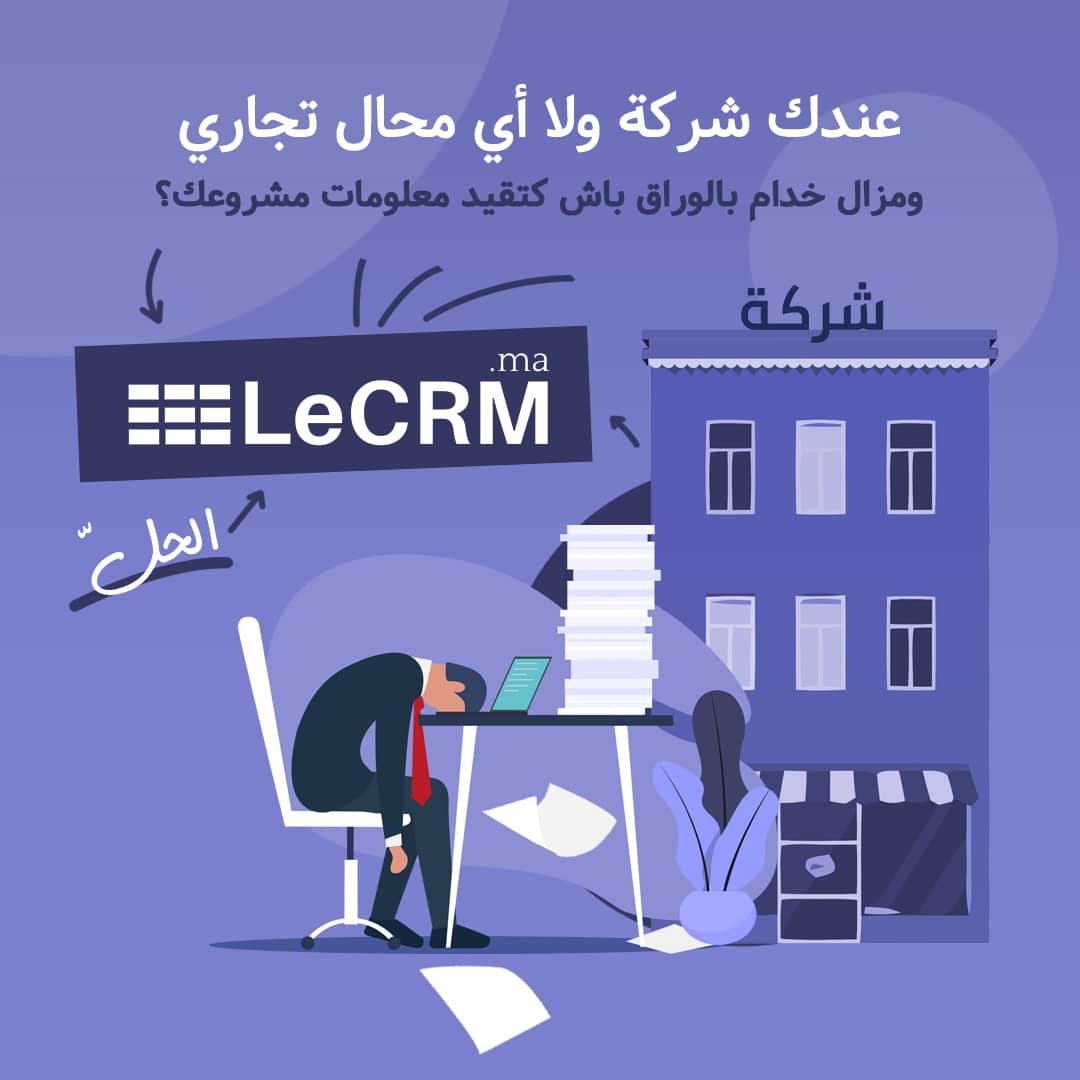 عندك شركة ولا أي محال تجاري
ومزال خدام بالوراق باش كتقيد معلومات مشروعك؟
شركة
.ma
LeCRM
الحلّ